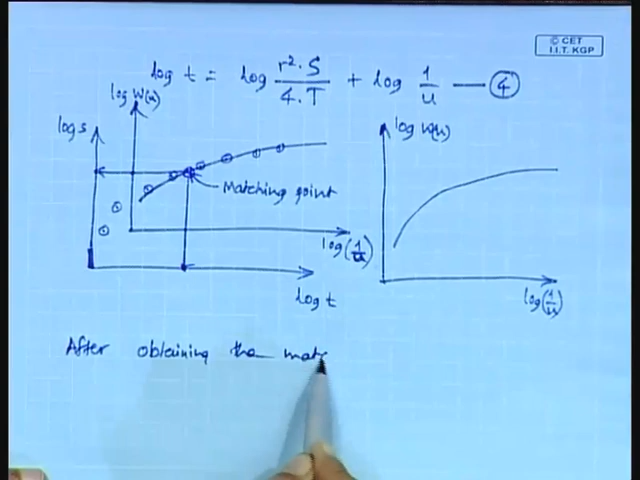 © CET
I.I.T. KGP
log t = log r². S / 4. T + log 1/u — ④
log W(u)
log s
log W(u)
Matching point
log (1/u)
log t
log (1/u)
After obtaining the mat